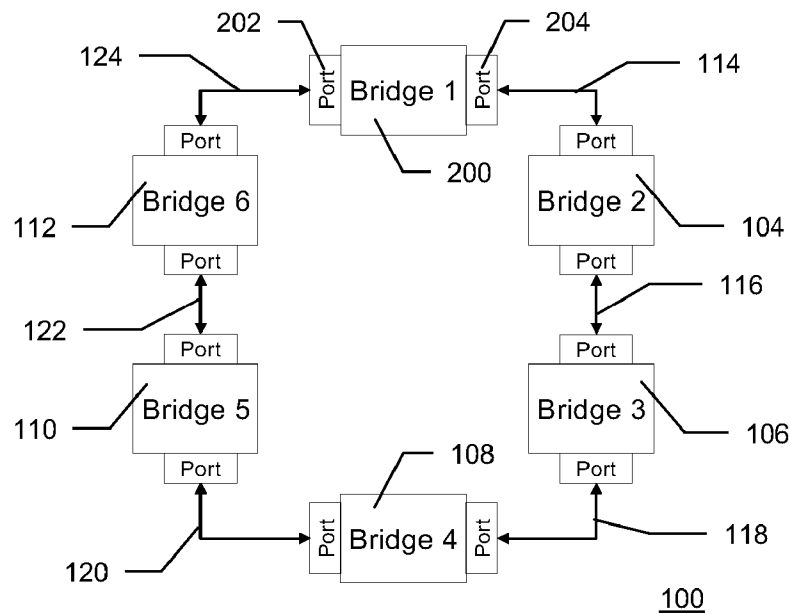 202
204
124
114
Port
Bridge 1
Port
200
Port
Port
112
Bridge 6
Bridge 2
104
Port
Port
122
116
Port
Port
110
Bridge 5
Bridge 3
106
Port
Port
108
Port
Bridge 4
Port
120
118
100